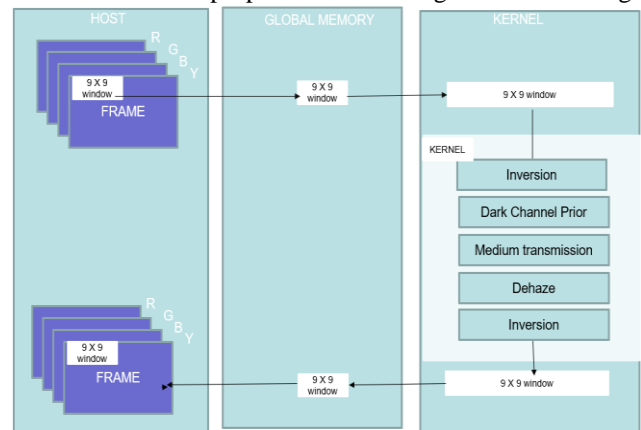 HOST
GLOBAL MEMORY
KERNEL
R
G
B
Y
9 X 9
window
FRAME
9 X 9
window
9 X 9 window
KERNEL
Inversion
Dark Channel Prior
Medium transmission
Dehaze
Inversion
R
G
B
Y
9 X 9
window
FRAME
9 X 9
window
9 X 9 window